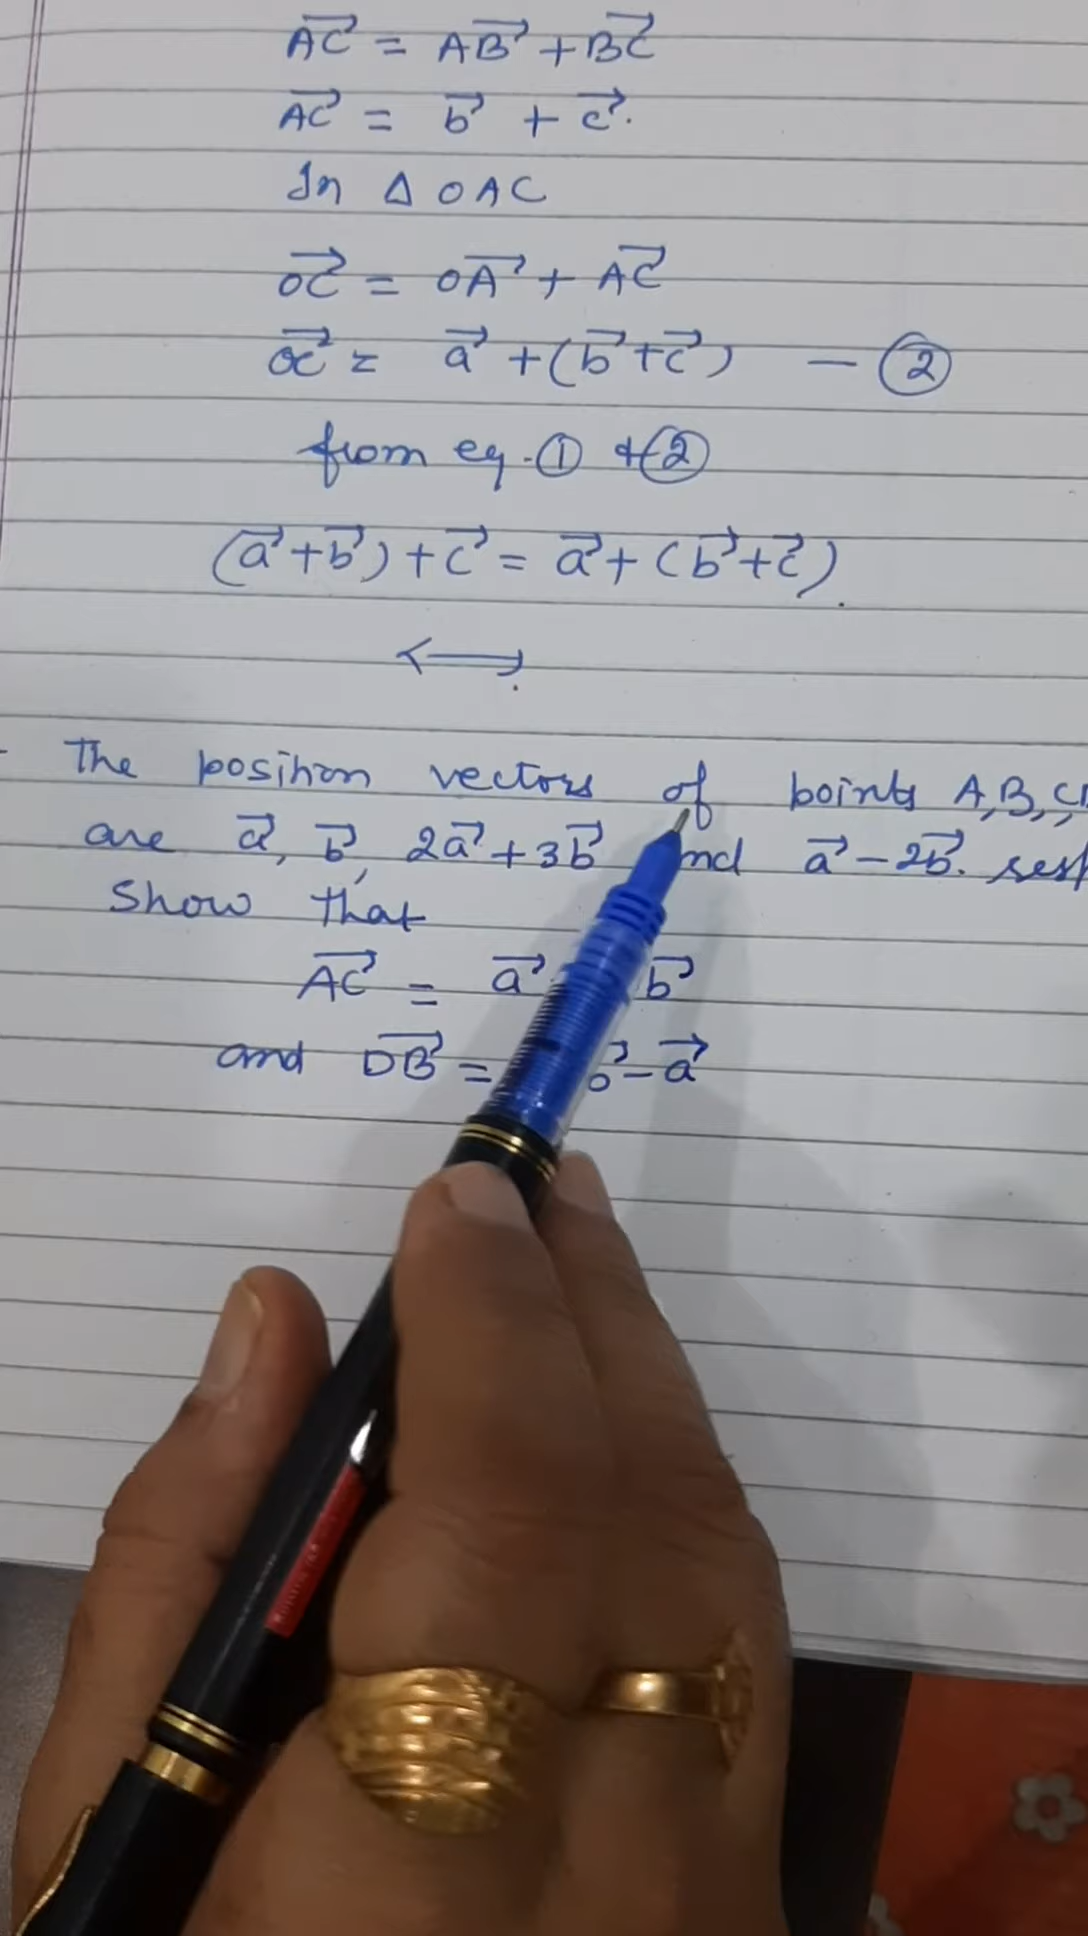 AC⃗ = AB⃗ + BC⃗
AC⃗ = b⃗ + c⃗.
In Δ OAC
OC⃗ = OA⃗ + AC⃗
OC⃗ = a⃗ + (b⃗ + c⃗) — ②
from eq. ① & ②
(a⃗ + b⃗) + c⃗ = a⃗ + (b⃗ + c⃗).
The position vectors of points A, B, C,
are a⃗, b⃗, 2a⃗ + 3b⃗ and a⃗ - 2b⃗.
Show that
AC⃗ = a⃗ b⃗
and DB⃗ = b⃗ - a⃗